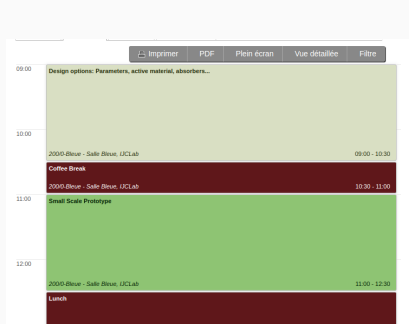 Imprimer PDF Plein écran Vue détaillée Filtre
09:00
Design options: Parameters, active material, absorbers...
10:00
200/0-Bleue - Salle Bleue, IJCLab 09:00 - 10:30
Coffee Break
200/0-Bleue - Salle Bleue, IJCLab 10:30 - 11:00
11:00
Small Scale Prototype
12:00
200/0-Bleue - Salle Bleue, IJCLab 11:00 - 12:30
Lunch